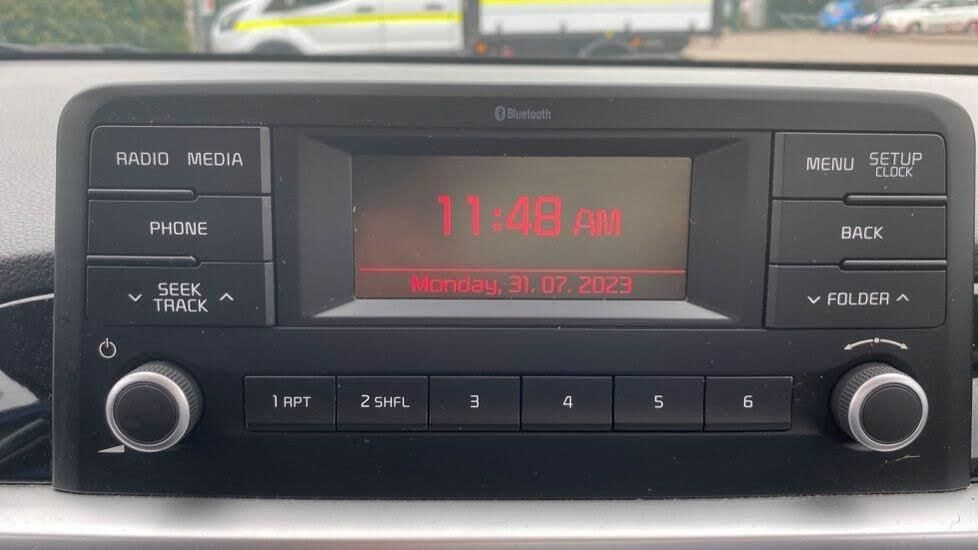 Bluetooth
RADIO MEDIA
PHONE
SEEK
TRACK
11:48 AM
Monday, 31. 07. 2023
MENU SETUP
CLOCK
BACK
FOLDER
1 RPT
2 SHFL
3
4
5
6